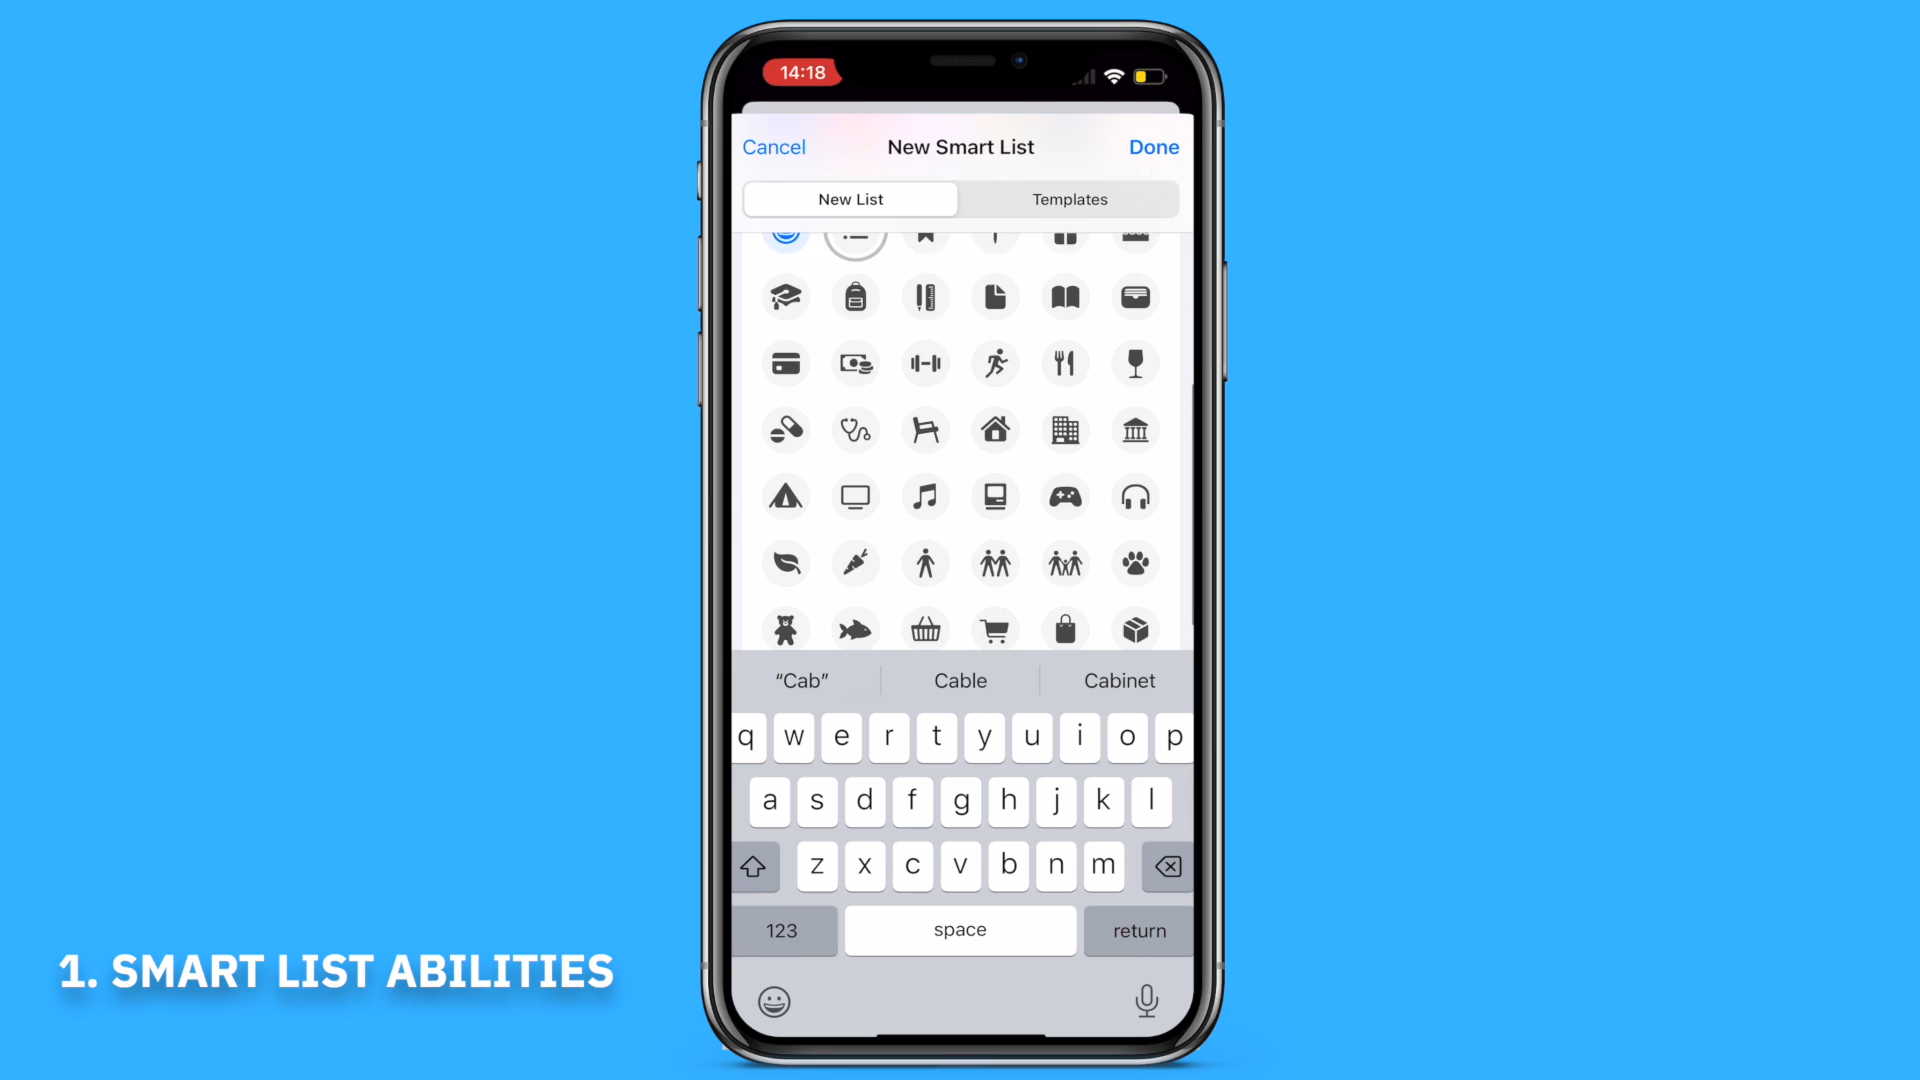 14:18
Cancel New Smart List Done
New List Templates
“Cab” Cable Cabinet
q w e r t y u i o p
a s d f g h j k l
z x c v b n m
123 space return
1. SMART LIST ABILITIES